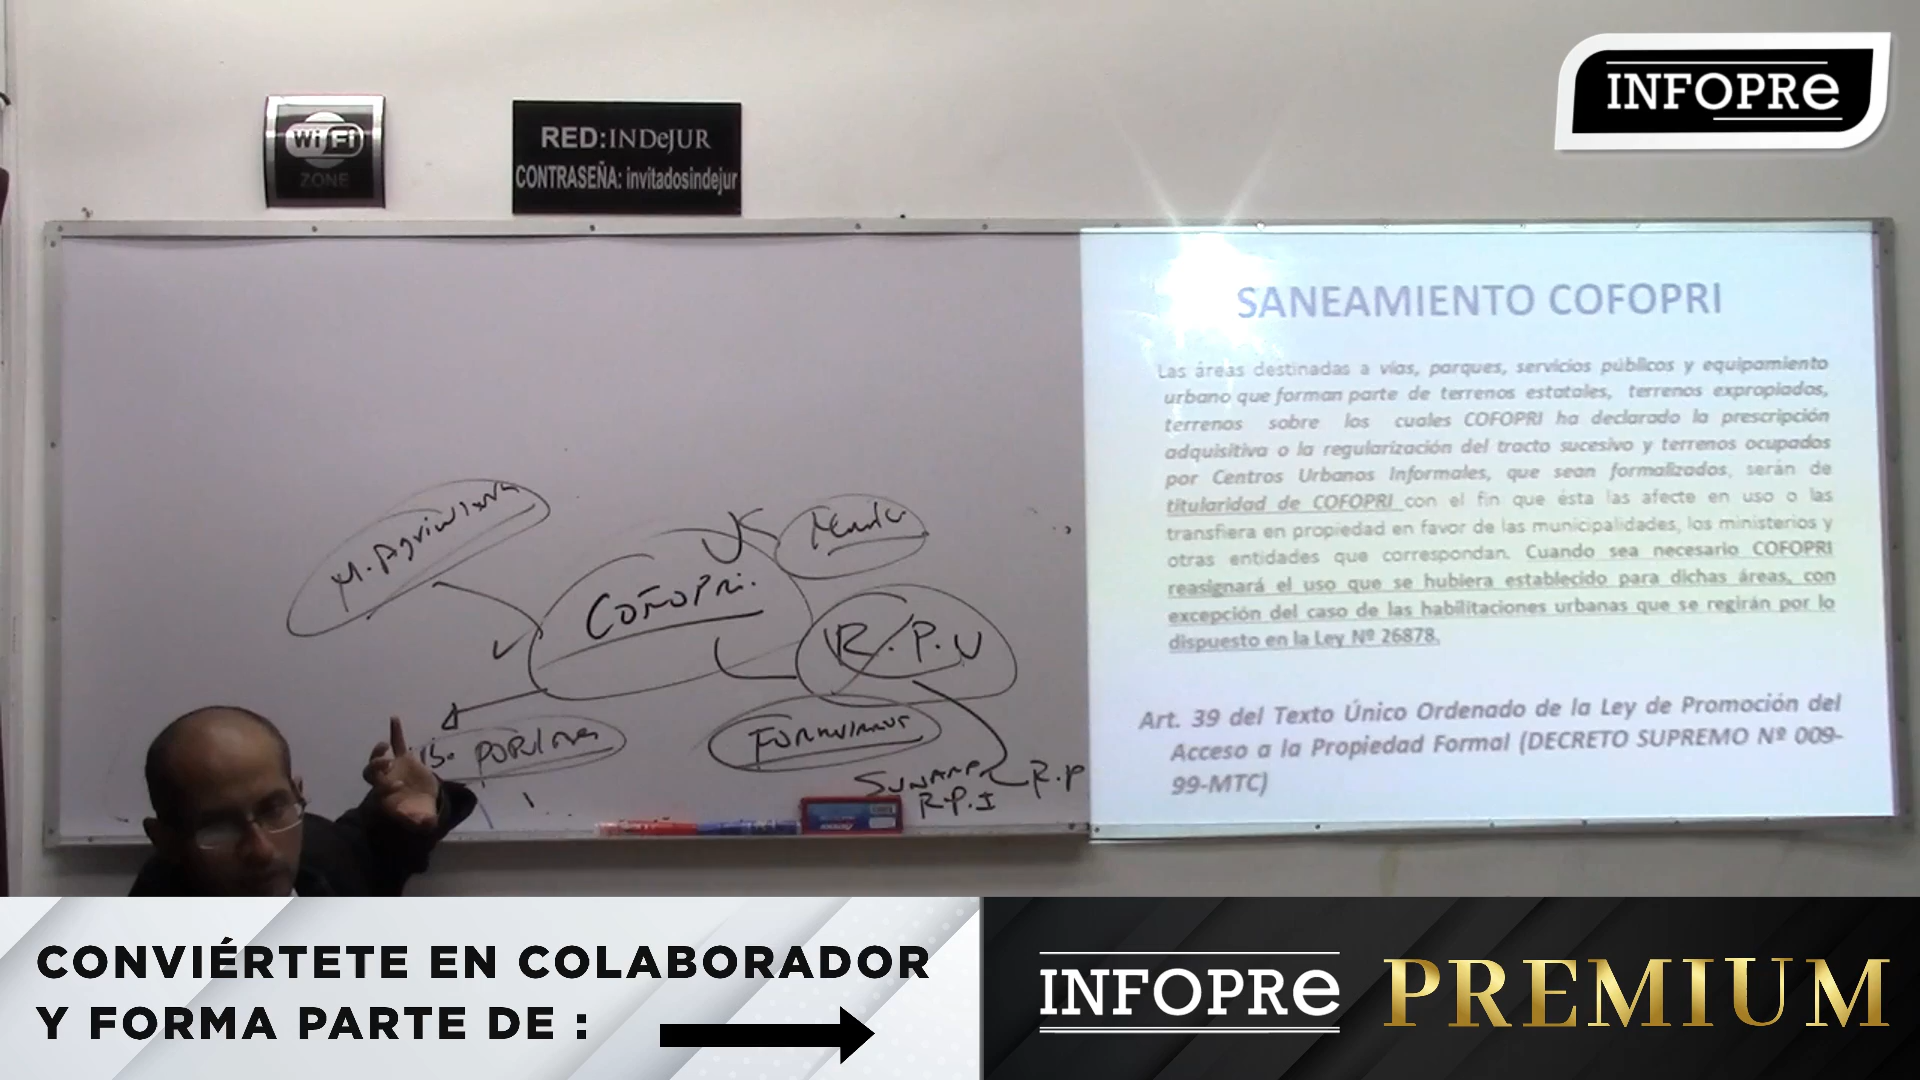 INFOPRe
WiFi
ZONE
RED:INDeJUR
CONTRASEÑA: invitadosindejur
SANEAMIENTO COFOPRI
Las áreas destinadas a vías, parques, servicios públicos y equipamiento
urbano que forman parte de terrenos estatales, terrenos expropiados,
terrenos sobre los cuales COFOPRI ha declarado la prescripción
adquisitiva o la regularización del tracto sucesivo y terrenos ocupados
por Centros Urbanos Informales, que sean formalizados, serán de
titularidad de COFOPRI con el fin que ésta las afecte en uso o las
transfiera en propiedad en favor de las municipalidades, los ministerios y
otras entidades que correspondan. Cuando sea necesario COFOPRI
reasignará el uso que se hubiera establecido para dichas áreas, con
excepción del caso de las habilitaciones urbanas que se regirán por lo
dispuesto en la Ley Nº 26878.
Art. 39 del Texto Único Ordenado de la Ley de Promoción del
Acceso a la Propiedad Formal (DECRETO SUPREMO Nº 009-
99-MTC)
M. Agricultura
COFOPRI.
R.P.U
R.P
R.P.I
CONVIÉRTETE EN COLABORADOR
Y FORMA PARTE DE :
INFOPRe PREMIUM